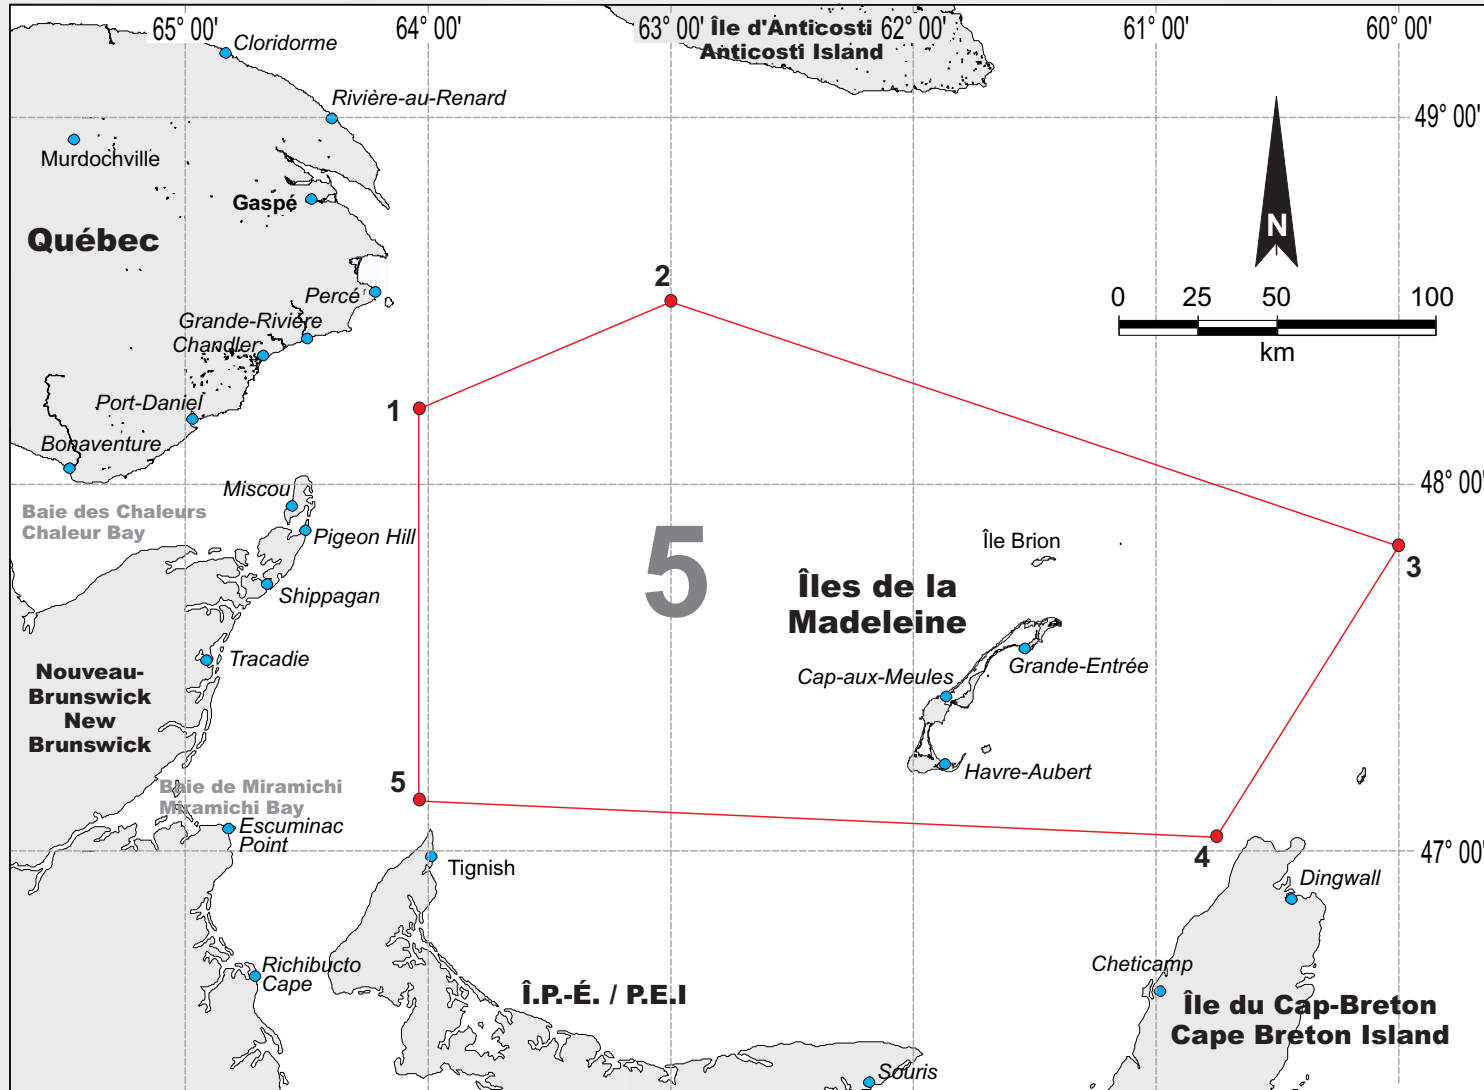 65°00'
64° 00'
63° 00'
62° 00'
61° 00'
60° 00'
Île d'Anticosti
Anticosti Island
Cloridorme
Rivière-au-Renard
49° 00'
Murdochville
Gaspé
Québec
N
2
Percé
0 25 50 100
km
Grande-Rivière
Chandler
1
Port-Daniel
Bonaventure
48° 00'
Miscou
Baie des Chaleurs
Chaleur Bay
Pigeon Hill
5
Île Brion
3
Îles de la
Madeleine
Shippagan
Tracadie
Grande-Entrée
Cap-aux-Meules
Nouveau-
Brunswick
New
Brunswick
Havre-Aubert
5
Baie de Miramichi
Miramichi Bay
Escuminac
Point
4
47° 00'
Tignish
Dingwall
Richibucto
Cape
Cheticamp
Î.P.-É. / P.E.I
Île du Cap-Breton
Cape Breton Island
Souris